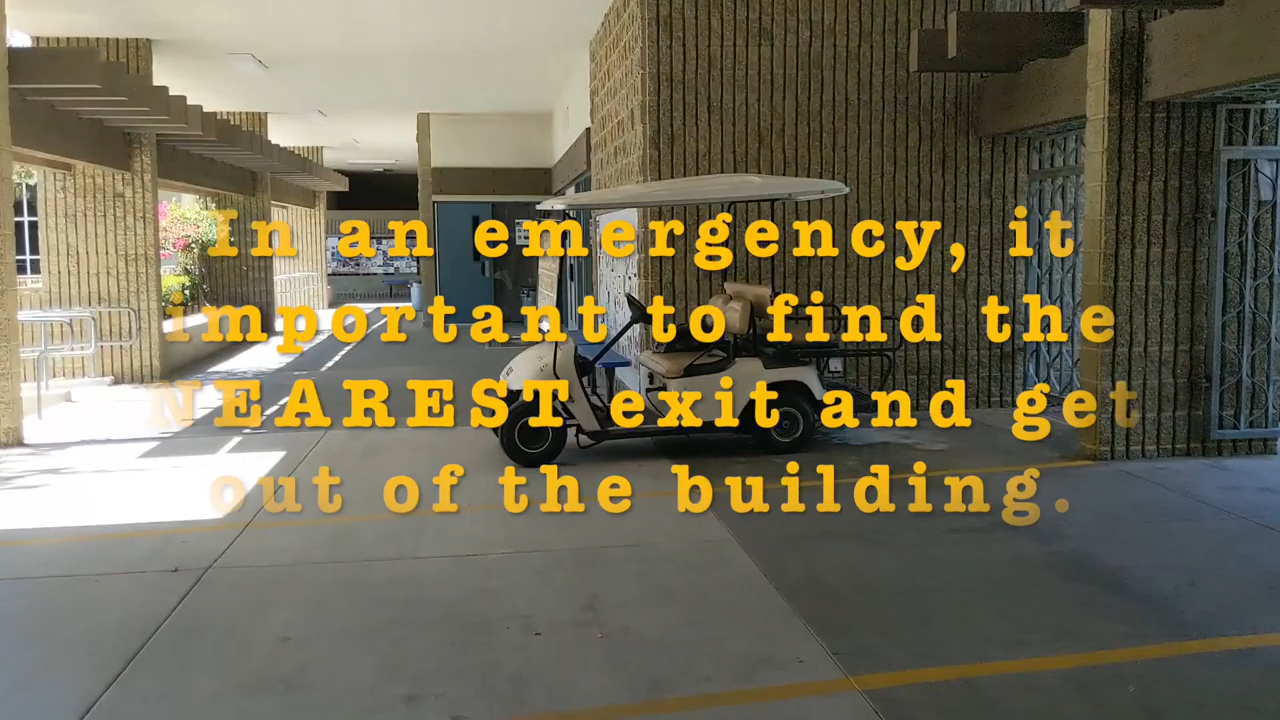 In an emergency, it
important to find the
NEAREST exit and get
out of the building.